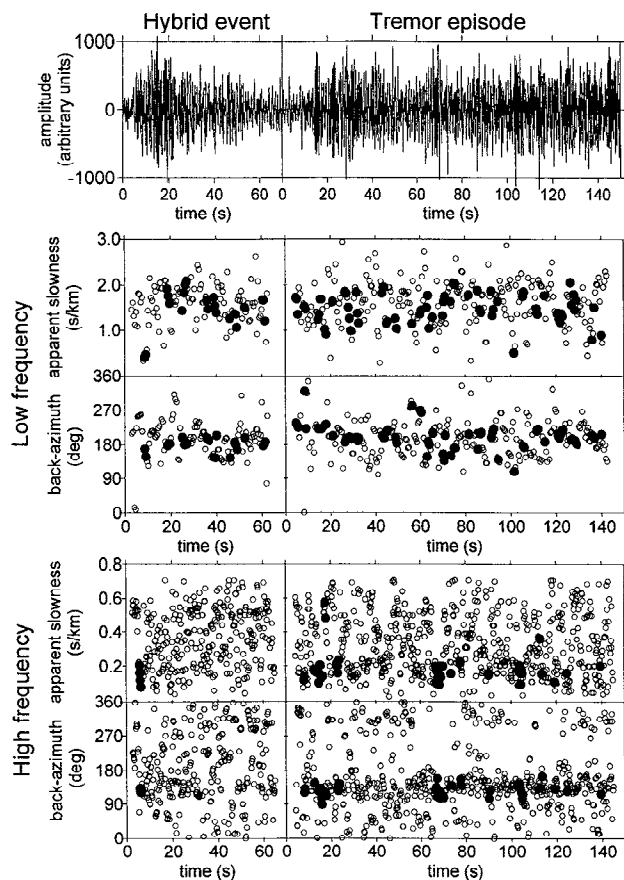 Hybrid event Tremor episode
amplitude
(arbitrary units)
1000
0
-1000
0 20 40 60 0 20 40 60 80 100 120 140
time (s) time (s)
Low frequency
apparent slowness
(s/km)
3.0
2.0
1.0
back-azimuth
(deg)
360
270
180
90
0
0 20 40 60 0 20 40 60 80 100 120 140
time (s) time (s)
High frequency
apparent slowness
(s/km)
0.8
0.6
0.4
0.2
back-azimuth
(deg)
360
270
180
90
0
0 10 20 30 40 50 60 0 20 40 60 80 100 120 140
time (s) time (s)